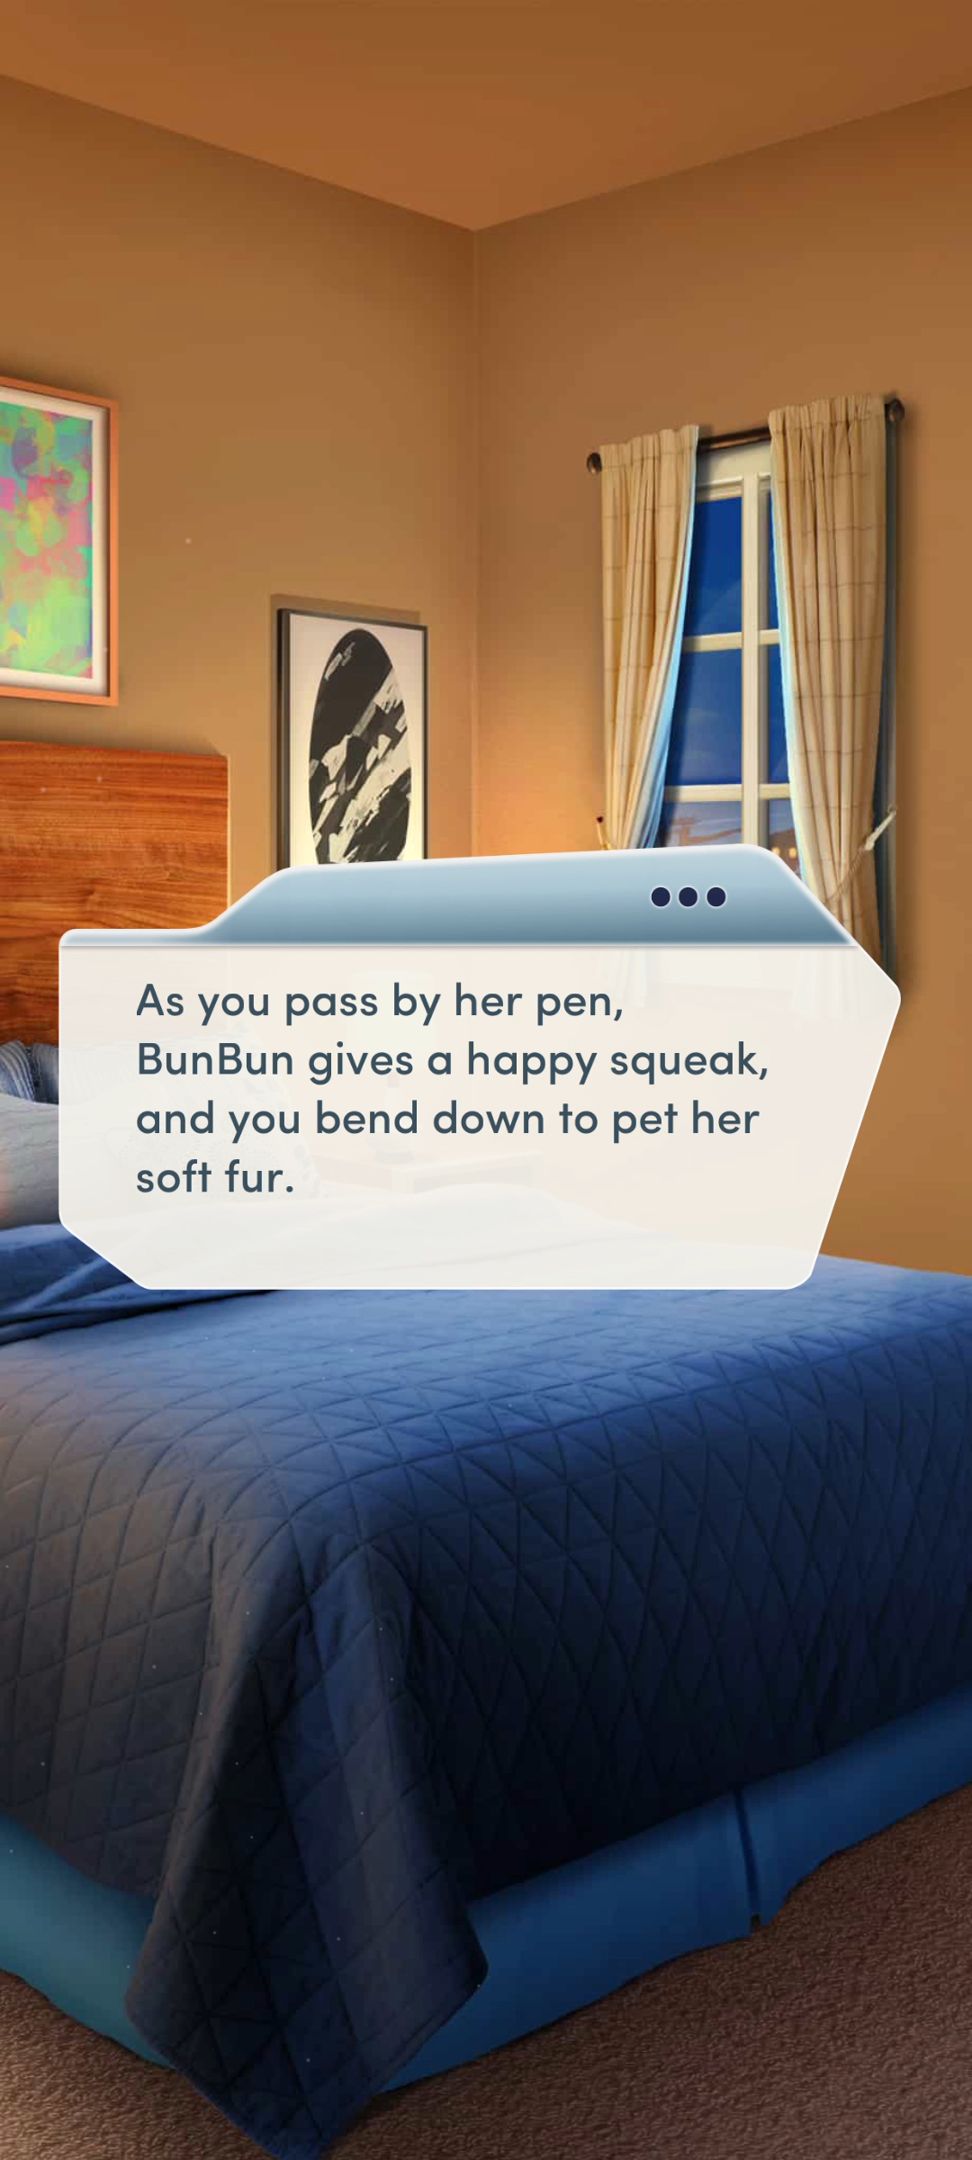 As you pass by her pen,
BunBun gives a happy squeak,
and you bend down to pet her
soft fur.